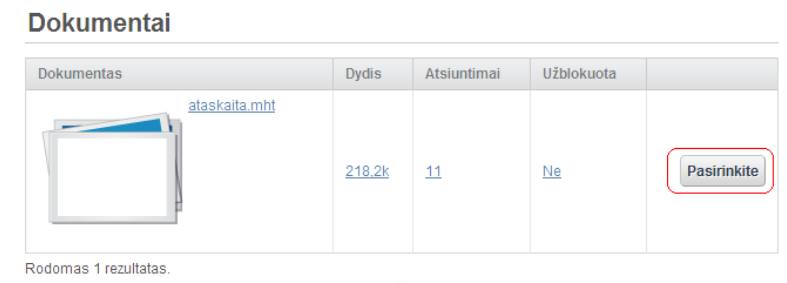 Dokumentai
Dokumentas Dydis Atsiuntimai Užblokuota
ataskaita.mht
218,2k 11 Ne Pasirinkite
Rodomas 1 rezultatas.